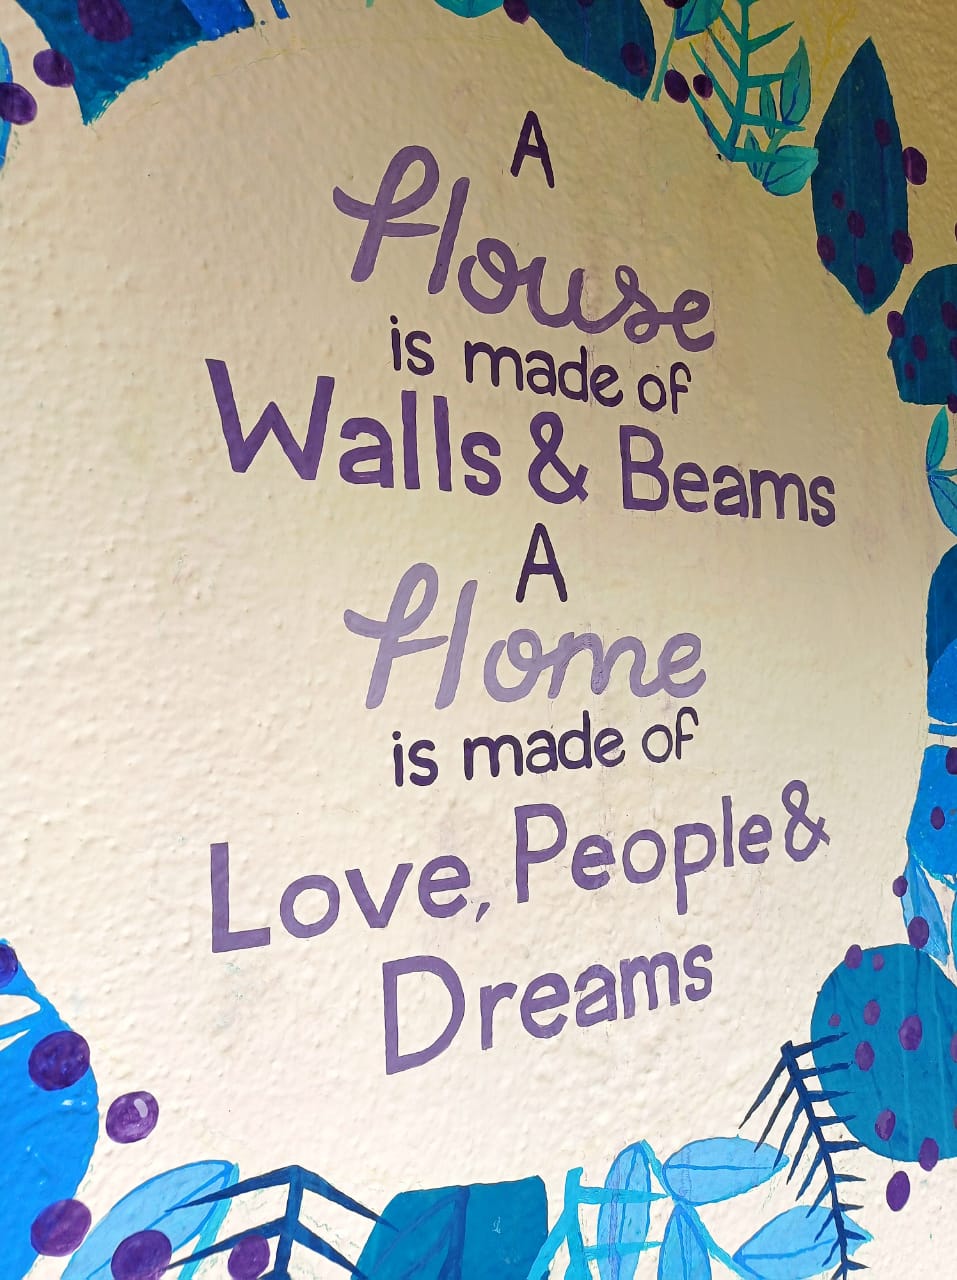 A
House
is made of
Walls & Beams
A
Home
is made of
Love, People &
Dreams